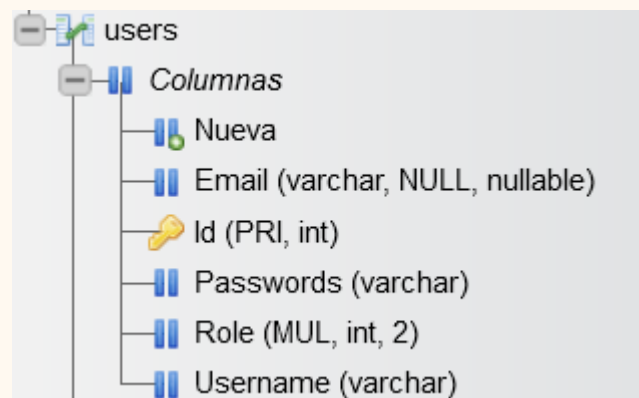 users
Columnas
Nueva
Email (varchar, NULL, nullable)
Id (PRI, int)
Passwords (varchar)
Role (MUL, int, 2)
Username (varchar)